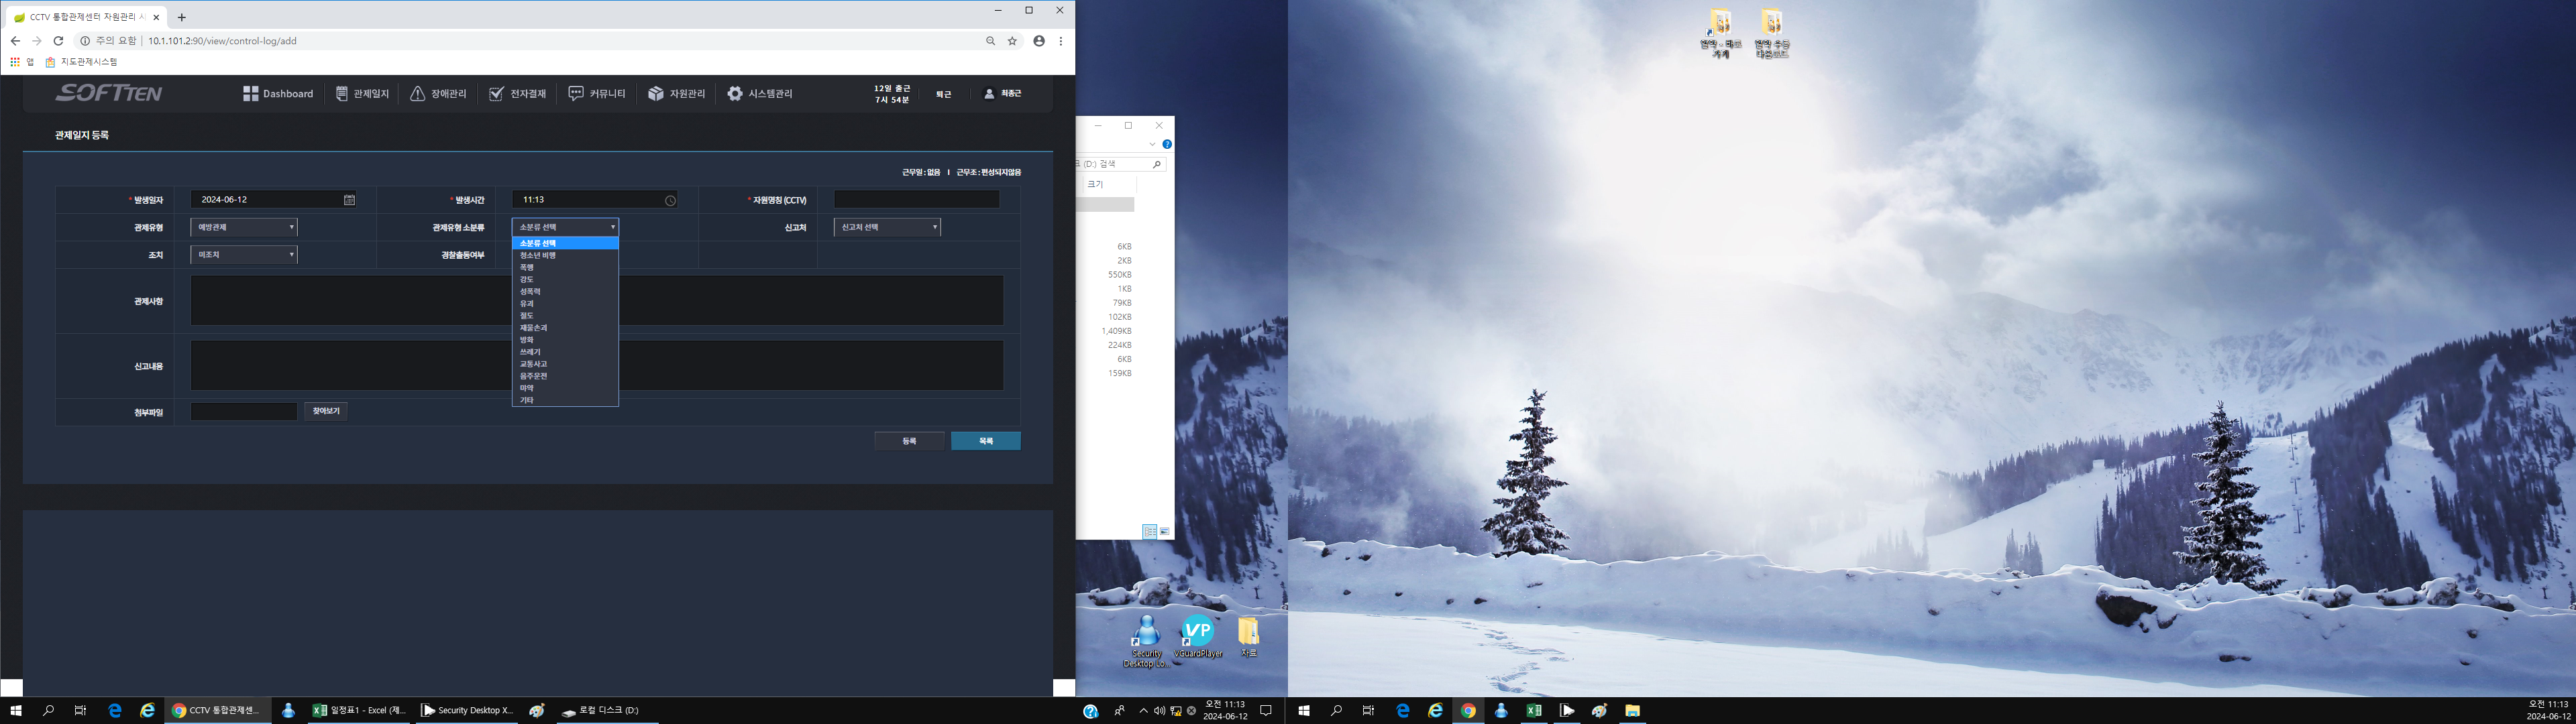 CCTV 통합관제센터 자원관리 시
주의 요함 | 10.1.101.2:90/view/control-log/add
앱 지도관제시스템
SOFTTEN Dashboard 관제일지 장애관리 전자결재 커뮤니티 자원관리 시스템관리 12일 출근 7시 54분 퇴근 최종근
관제일지 등록
근무일 : 없음 I 근무조 : 편성되지않음
* 발생일자 2024-06-12 * 발생시간 11:13 * 자원명칭 (CCTV)
관제유형 예방관제 관제유형 소분류 소분류 선택 신고처 신고처 선택
조치 미조치 경찰출동여부
소분류 선택
청소년 비행
폭행
강도
성폭력
유괴
절도
재물손괴
방화
쓰레기
교통사고
음주운전
마약
기타
관제사항
신고내용
첨부파일 찾아보기
등록 목록
크 (D:) 검색
크기
6KB
2KB
550KB
1KB
79KB
102KB
1,409KB
224KB
6KB
159KB
Security Desktop Lo...
VGuardPlayer
자료
CCTV 통합관제센... 일정표1 - Excel (제... Security Desktop X... 로컬 디스크 (D:)
오전 11:13
2024-06-12
오전 11:13
2024-06-12